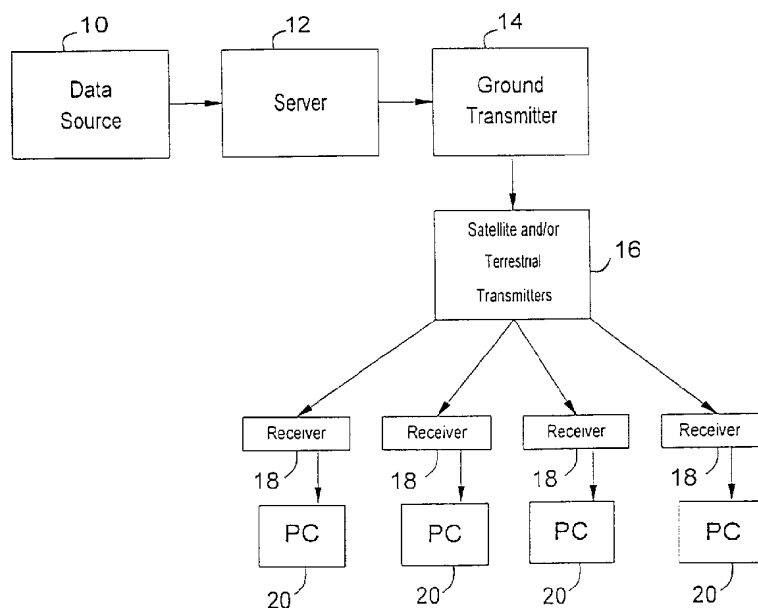 10
12
14
Data
Source
Server
Ground
Transmitter
Satellite and/or
Terrestrial
Transmitters
16
Receiver
Receiver
Receiver
Receiver
18
18
18
18
PC
PC
PC
PC
20
20
20
20